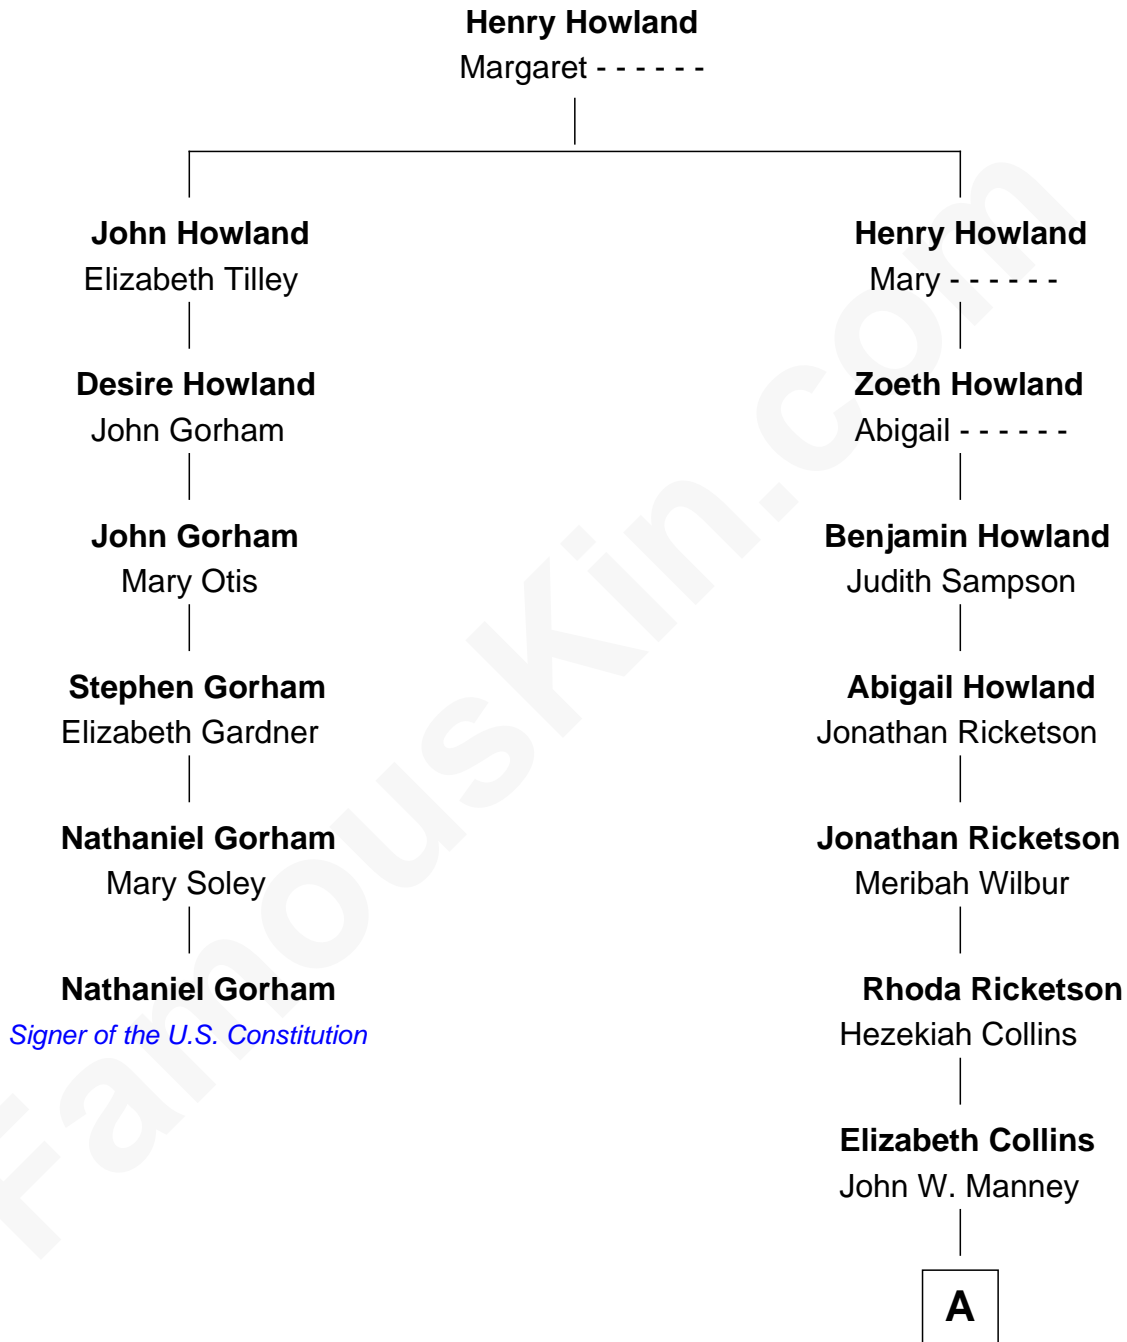 Henry Howland
Margaret - - - - - -
John Howland
Elizabeth Tilley
Henry Howland
Mary - - - - - -
Desire Howland
John Gorham
Zoeth Howland
Abigail - - - - - -
John Gorham
Mary Otis
Benjamin Howland
Judith Sampson
Stephen Gorham
Elizabeth Gardner
Abigail Howland
Jonathan Ricketson
Nathaniel Gorham
Mary Soley
Jonathan Ricketson
Meribah Wilbur
Nathaniel Gorham
Signer of the U.S. Constitution
Rhoda Ricketson
Hezekiah Collins
Elizabeth Collins
John W. Manney
A
FamousKin.com